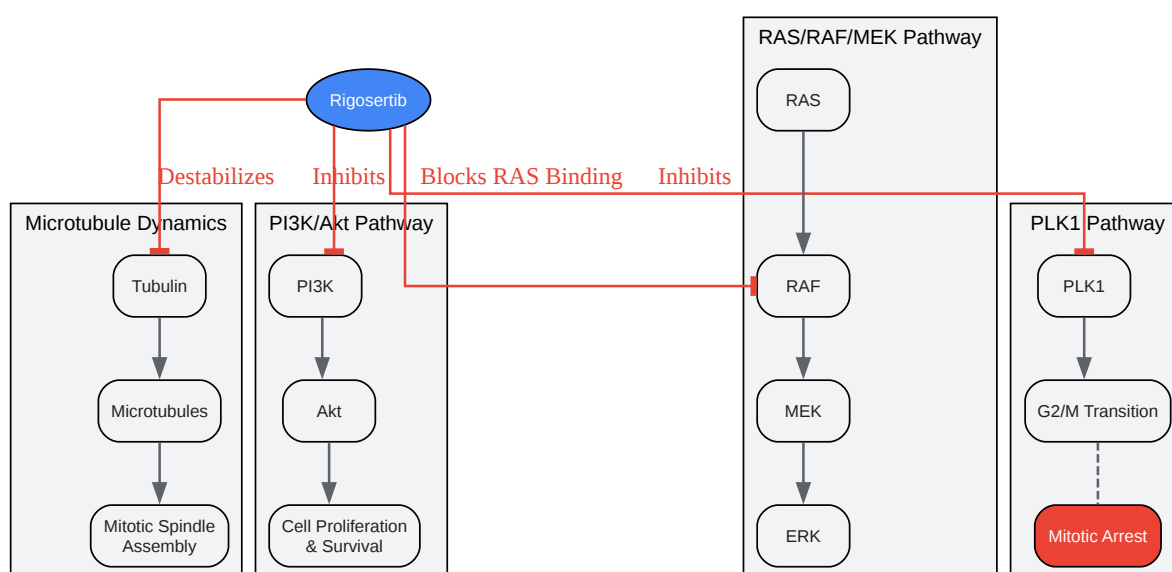 RAS/RAF/MEK Pathway
Rigosertib
RAS
Destabilizes
Inhibits
Blocks RAS Binding
Inhibits
Microtubule Dynamics
PI3K/Akt Pathway
PLK1 Pathway
Tubulin
PI3K
RAF
PLK1
Microtubules
Akt
MEK
G2/M Transition
Mitotic Spindle
Assembly
Cell Proliferation
& Survival
ERK
Mitotic Arrest